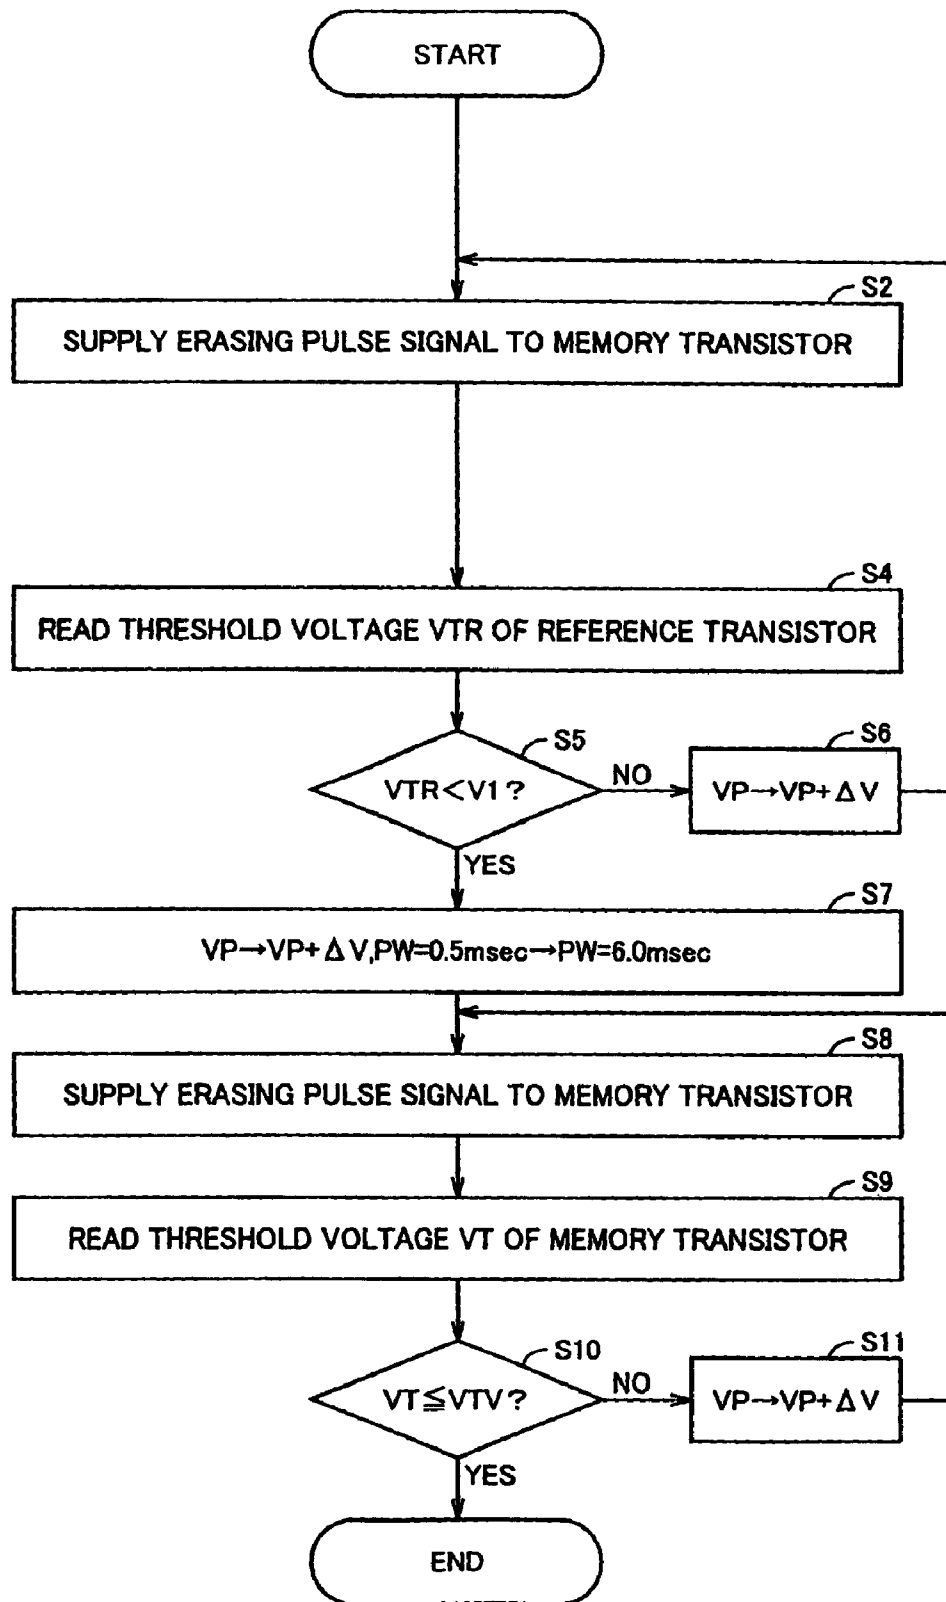 START
S2
SUPPLY ERASING PULSE SIGNAL TO MEMORY TRANSISTOR
S4
READ THRESHOLD VOLTAGE VTR OF REFERENCE TRANSISTOR
S5
VTR<V1?
NO
S6
VP→VP+ΔV
YES
S7
VP→VP+ΔV,PW=0.5msec→PW=6.0msec
S8
SUPPLY ERASING PULSE SIGNAL TO MEMORY TRANSISTOR
S9
READ THRESHOLD VOLTAGE VT OF MEMORY TRANSISTOR
S10
VT≦VTV?
NO
S11
VP→VP+ΔV
YES
END